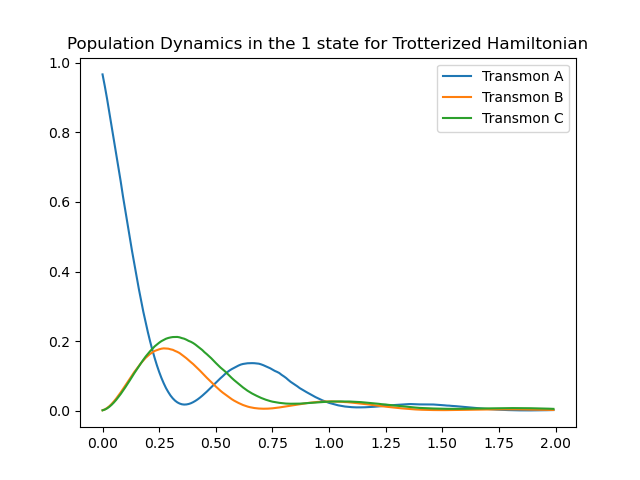 Population Dynamics in the 1 state for Trotterized Hamiltonian
Transmon A
Transmon B
Transmon C
1.0
0.8
0.6
0.4
0.2
0.0
0.00 0.25 0.50 0.75 1.00 1.25 1.50 1.75 2.00